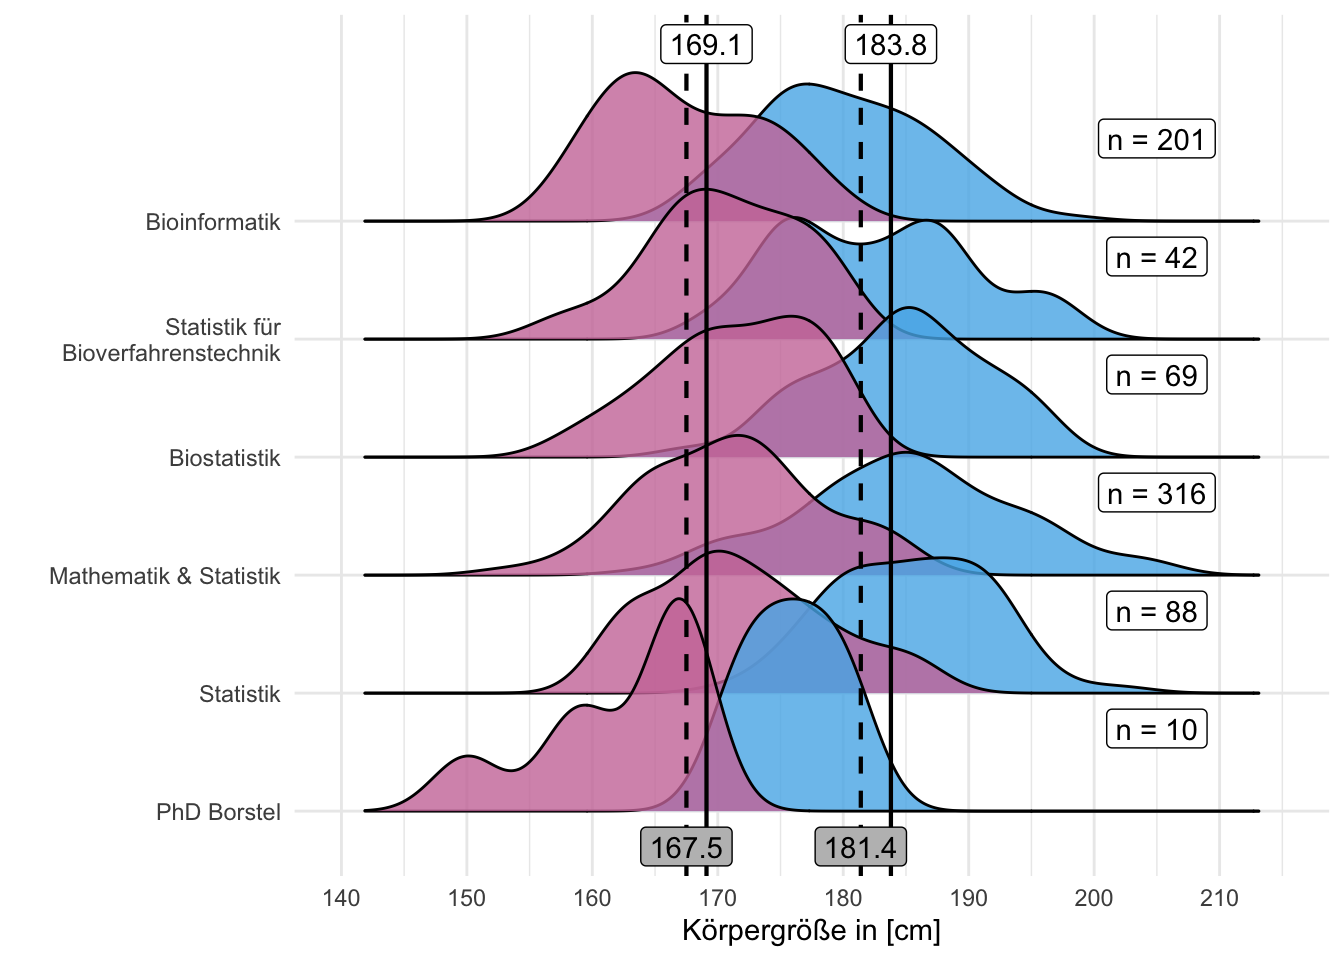 169.1
183.8
n = 201
Bioinformatik
n = 42
Statistik für
Bioverfahrenstechnik
n = 69
Biostatistik
n = 316
Mathematik & Statistik
n = 88
Statistik
n = 10
PhD Borstel
167.5
181.4
140 150 160 170 180 190 200 210
Körpergröße in [cm]